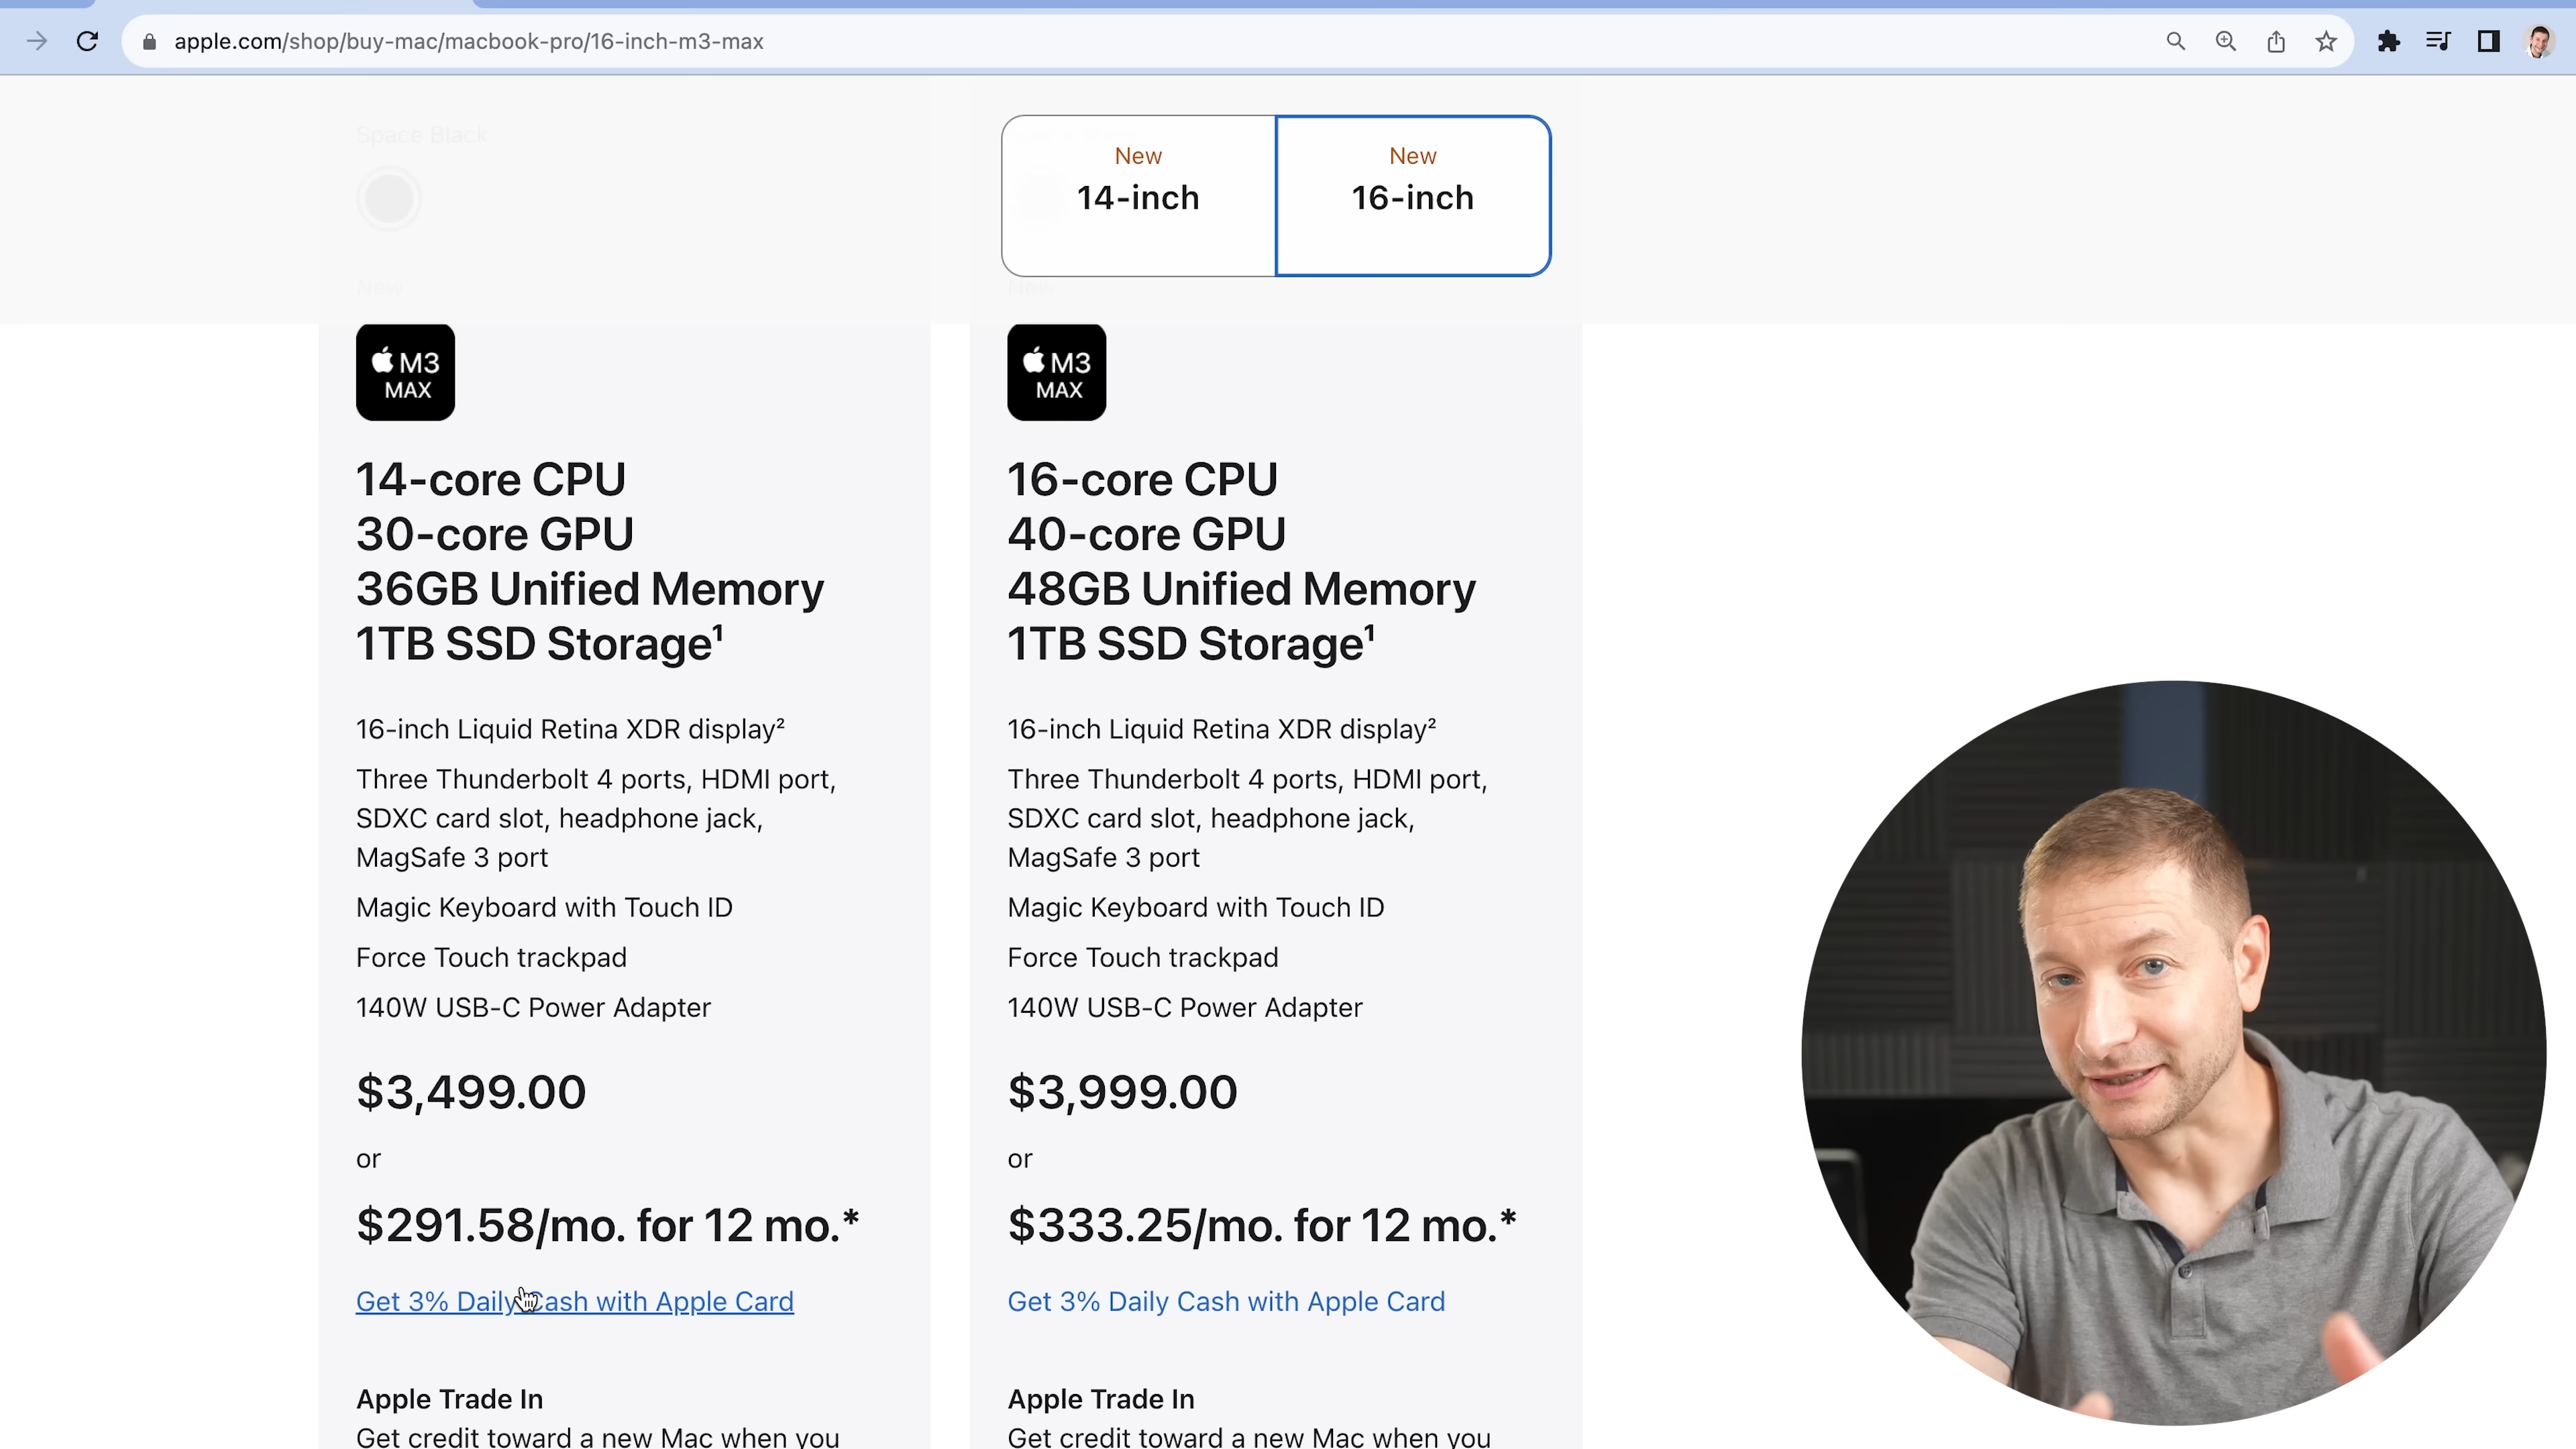 apple.com/shop/buy-mac/macbook-pro/16-inch-m3-max
Space Black
New
14-inch
New
16-inch
New
New
M3
MAX
14-core CPU
30-core GPU
36GB Unified Memory
1TB SSD Storage¹
16-inch Liquid Retina XDR display²
Three Thunderbolt 4 ports, HDMI port,
SDXC card slot, headphone jack,
MagSafe 3 port
Magic Keyboard with Touch ID
Force Touch trackpad
140W USB-C Power Adapter
$3,499.00
or
$291.58/mo. for 12 mo.*
Get 3% Daily Cash with Apple Card
Apple Trade In
Get credit toward a new Mac when you
M3
MAX
16-core CPU
40-core GPU
48GB Unified Memory
1TB SSD Storage¹
16-inch Liquid Retina XDR display²
Three Thunderbolt 4 ports, HDMI port,
SDXC card slot, headphone jack,
MagSafe 3 port
Magic Keyboard with Touch ID
Force Touch trackpad
140W USB-C Power Adapter
$3,999.00
or
$333.25/mo. for 12 mo.*
Get 3% Daily Cash with Apple Card
Apple Trade In
Get credit toward a new Mac when you